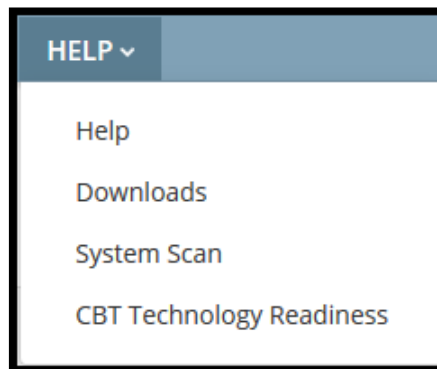 HELP
Help
Downloads
System Scan
CBT Technology Readiness